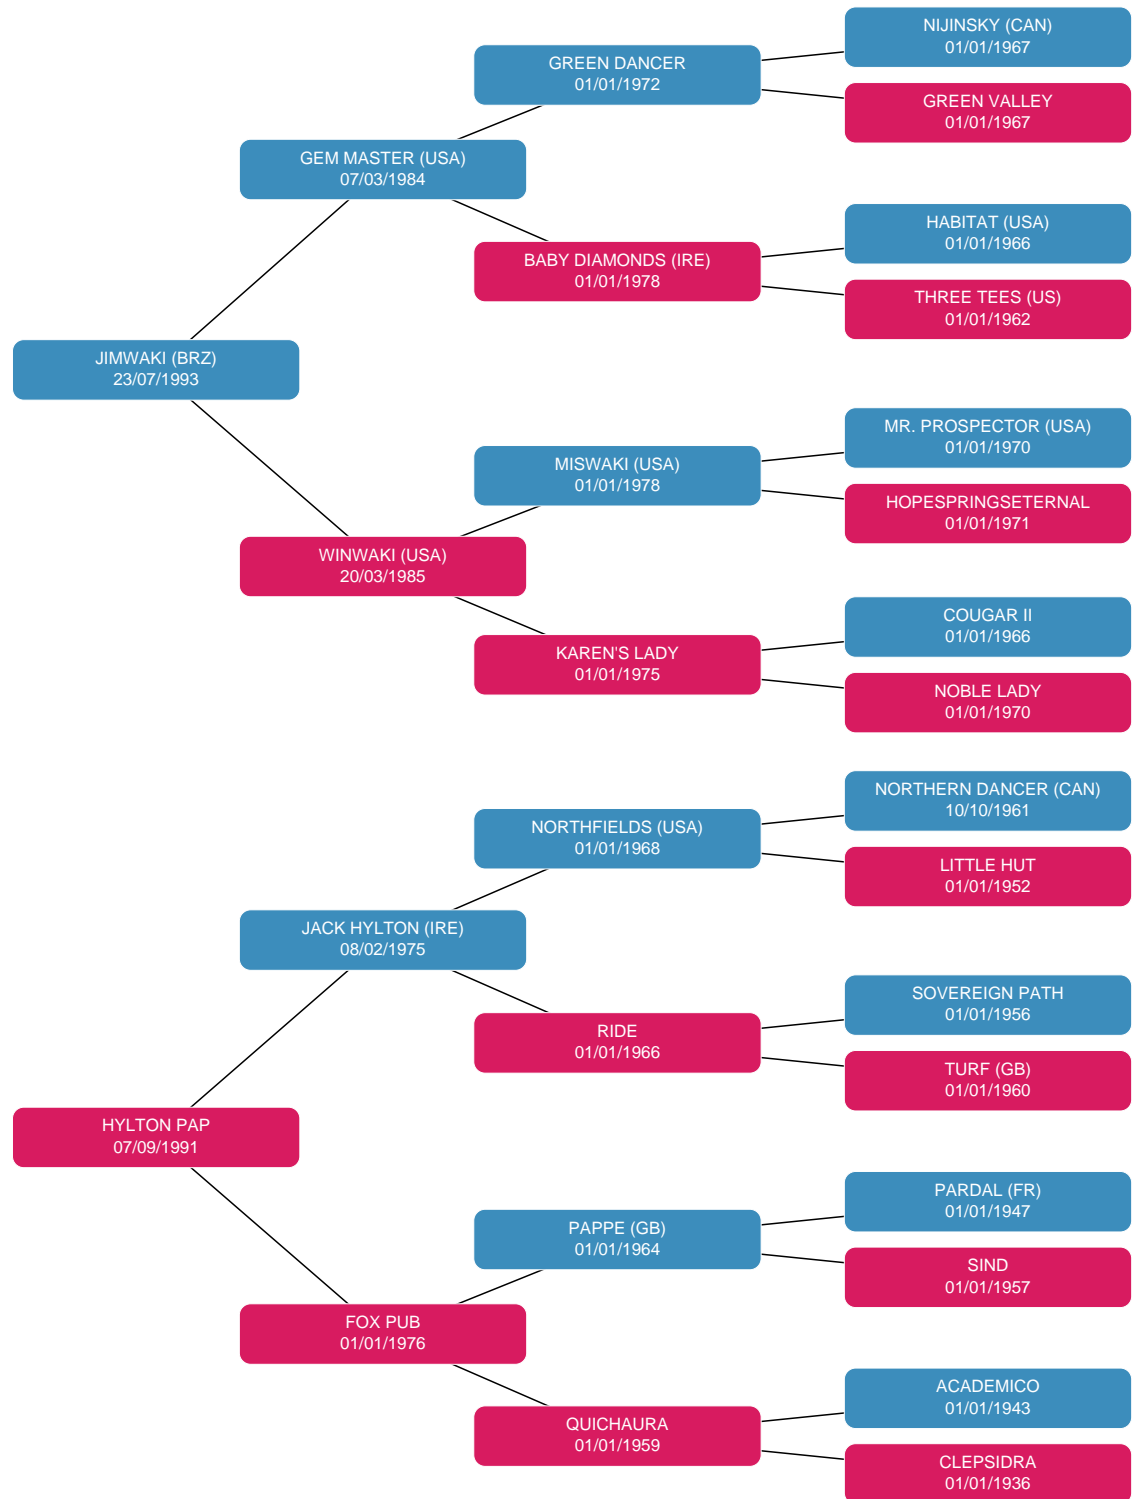 NIJINSKY (CAN)
01/01/1967
GREEN DANCER
01/01/1972
GREEN VALLEY
01/01/1967
GEM MASTER (USA)
07/03/1984
HABITAT (USA)
01/01/1966
BABY DIAMONDS (IRE)
01/01/1978
THREE TEES (US)
01/01/1962
JIMWAKI (BRZ)
23/07/1993
MR. PROSPECTOR (USA)
01/01/1970
MISWAKI (USA)
01/01/1978
HOPESPRINGSETERNAL
01/01/1971
WINWAKI (USA)
20/03/1985
COUGAR II
01/01/1966
KAREN'S LADY
01/01/1975
NOBLE LADY
01/01/1970
NORTHERN DANCER (CAN)
10/10/1961
NORTHFIELDS (USA)
01/01/1968
LITTLE HUT
01/01/1952
JACK HYLTON (IRE)
08/02/1975
SOVEREIGN PATH
01/01/1956
RIDE
01/01/1966
TURF (GB)
01/01/1960
HYLTON PAP
07/09/1991
PARDAL (FR)
01/01/1947
PAPPE (GB)
01/01/1964
SIND
01/01/1957
FOX PUB
01/01/1976
ACADEMICO
01/01/1943
QUICHAURA
01/01/1959
CLEPSIDRA
01/01/1936